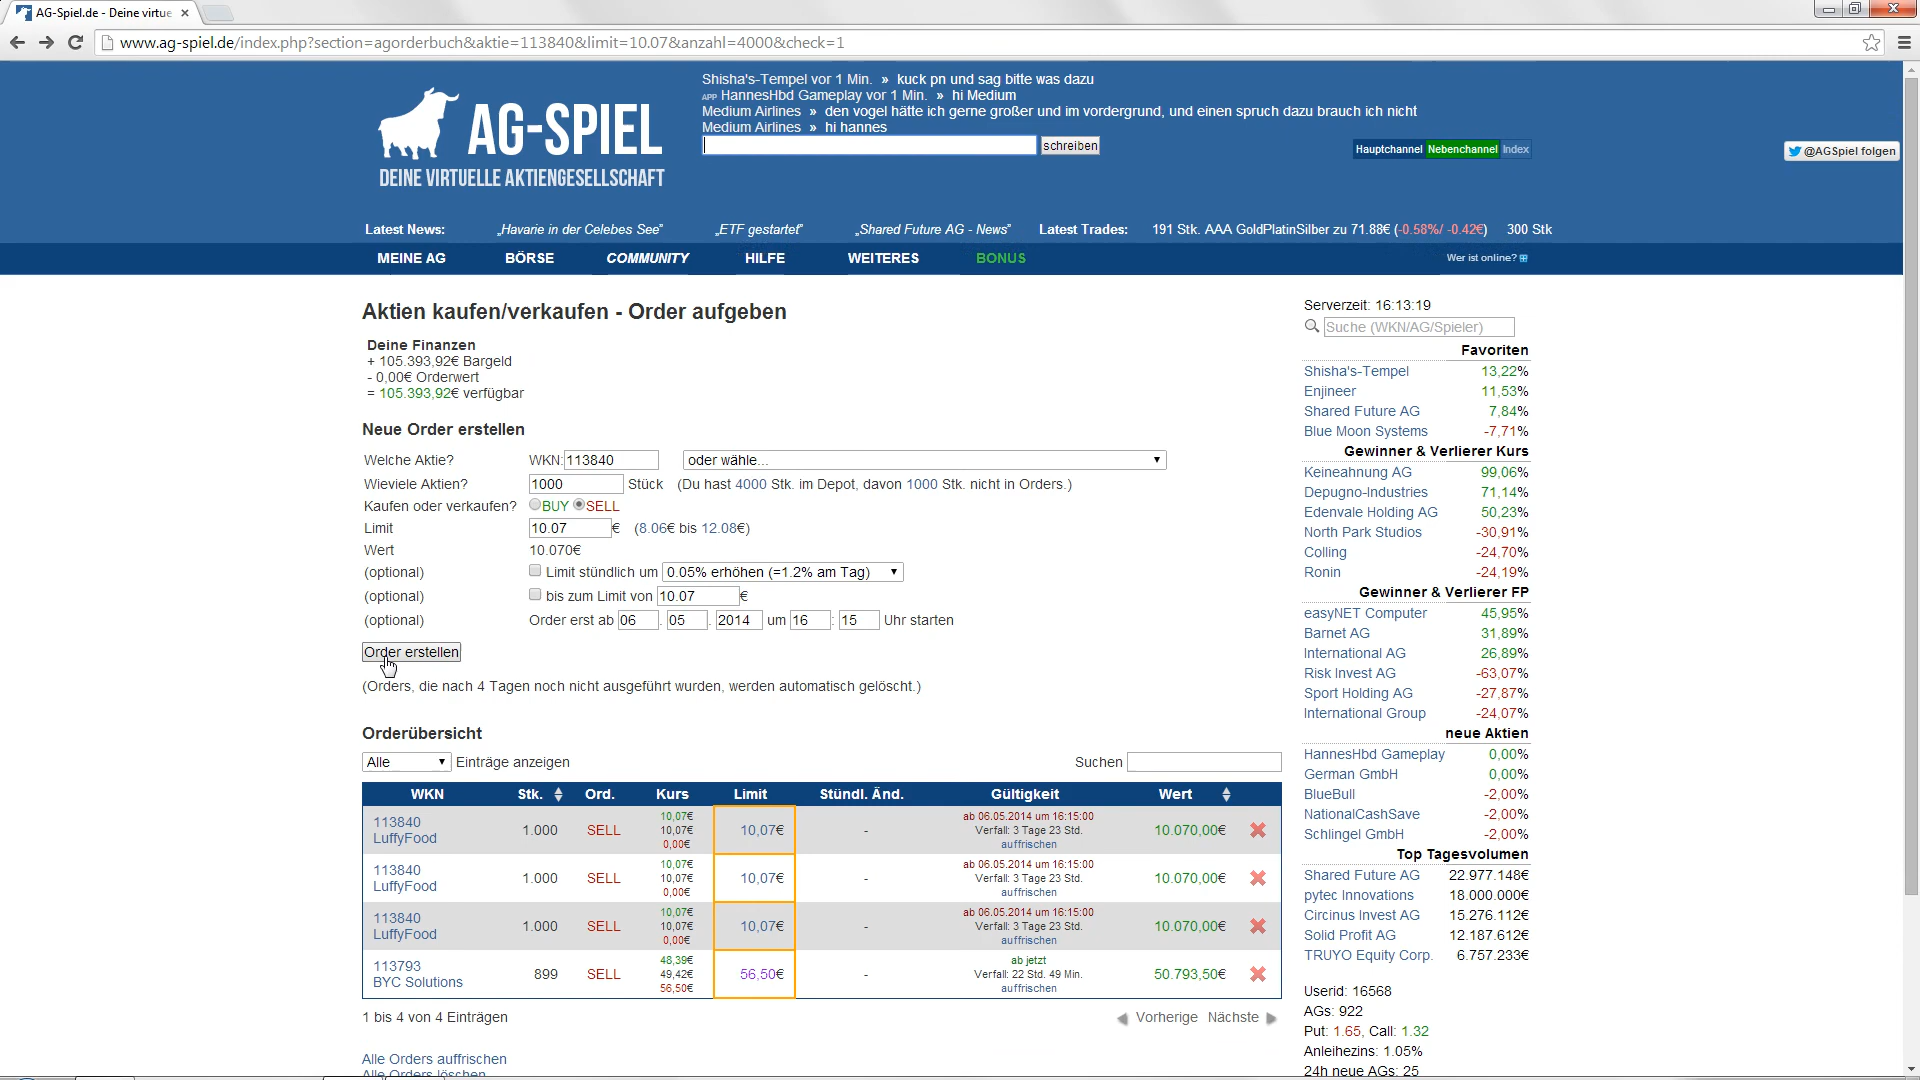 AG-Spiel.de - Deine virtue
www.ag-spiel.de/index.php?section=agorderbuch&aktie=113840&limit=10.07&anzahl=4000&check=1
AG-SPIEL
DEINE VIRTUELLE AKTIENGESELLSCHAFT
Shisha's-Tempel vor 1 Min. » kuck pn und sag bitte was dazu
APP HannesHbd Gameplay vor 1 Min. » hi Medium
Medium Airlines » den vogel hätte ich gerne großer und im vordergrund, und einen spruch dazu brauch ich nicht
Medium Airlines » hi hannes
schreiben
Hauptchannel Nebenchannel Index
@AGSpiel folgen
Latest News: „Havarie in der Celebes See" „ETF gestartet" „Shared Future AG - News" Latest Trades: 191 Stk. AAA GoldPlatinSilber zu 71.88€ (-0.58%/ -0.42€) 300 Stk
MEINE AG BÖRSE COMMUNITY HILFE WEITERES BONUS Wer ist online?
Aktien kaufen/verkaufen - Order aufgeben
Deine Finanzen
+ 105.393,92€ Bargeld
- 0,00€ Orderwert
= 105.393,92€ verfügbar
Neue Order erstellen
Welche Aktie? WKN: 113840 oder wähle...
Wieviele Aktien? 1000 Stück (Du hast 4000 Stk. im Depot, davon 1000 Stk. nicht in Orders.)
Kaufen oder verkaufen? BUY SELL
Limit 10.07 € (8.06€ bis 12.08€)
Wert 10.070€
(optional) Limit stündlich um 0.05% erhöhen (=1.2% am Tag)
(optional) bis zum Limit von 10.07 €
(optional) Order erst ab 06 . 05 . 2014 um 16 : 15 Uhr starten
Order erstellen
(Orders, die nach 4 Tagen noch nicht ausgeführt wurden, werden automatisch gelöscht.)
Orderübersicht
Alle Einträge anzeigen Suchen
WKN Stk. Ord. Kurs Limit Stündl. Änd. Gültigkeit Wert
113840 LuffyFood 1.000 SELL 10,07€ 10,07€ 0,00€ 10,07€ - ab 06.05.2014 um 16:15:00 Verfall: 3 Tage 23 Std. auffrischen 10.070,00€
113840 LuffyFood 1.000 SELL 10,07€ 10,07€ 0,00€ 10,07€ - ab 06.05.2014 um 16:15:00 Verfall: 3 Tage 23 Std. auffrischen 10.070,00€
113840 LuffyFood 1.000 SELL 10,07€ 10,07€ 0,00€ 10,07€ - ab 06.05.2014 um 16:15:00 Verfall: 3 Tage 23 Std. auffrischen 10.070,00€
113793 BYC Solutions 899 SELL 48,39€ 49,42€ 56,50€ 56,50€ - ab jetzt Verfall: 22 Std. 49 Min. auffrischen 50.793,50€
1 bis 4 von 4 Einträgen Vorherige Nächste
Alle Orders auffrischen
Alle Orders löschen
Serverzeit: 16:13:19
Suche (WKN/AG/Spieler)
Favoriten
Shisha's-Tempel 13,22%
Enjineer 11,53%
Shared Future AG 7,84%
Blue Moon Systems -7,71%
Gewinner & Verlierer Kurs
Keineahnung AG 99,06%
Depugno-Industries 71,14%
Edenvale Holding AG 50,23%
North Park Studios -30,91%
Colling -24,70%
Ronin -24,19%
Gewinner & Verlierer FP
easyNET Computer 45,95%
Barnet AG 31,89%
International AG 26,89%
Risk Invest AG -63,07%
Sport Holding AG -27,87%
International Group -24,07%
neue Aktien
HannesHbd Gameplay 0,00%
German GmbH 0,00%
BlueBull -2,00%
NationalCashSave -2,00%
Schlingel GmbH -2,00%
Top Tagesvolumen
Shared Future AG 22.977.148€
pytec Innovations 18.000.000€
Circinus Invest AG 15.276.112€
Solid Profit AG 12.187.612€
TRUYO Equity Corp. 6.757.233€
Userid: 16568
AGs: 922
Put: 1.65, Call: 1.32
Anleihezins: 1.05%
24h neue AGs: 25